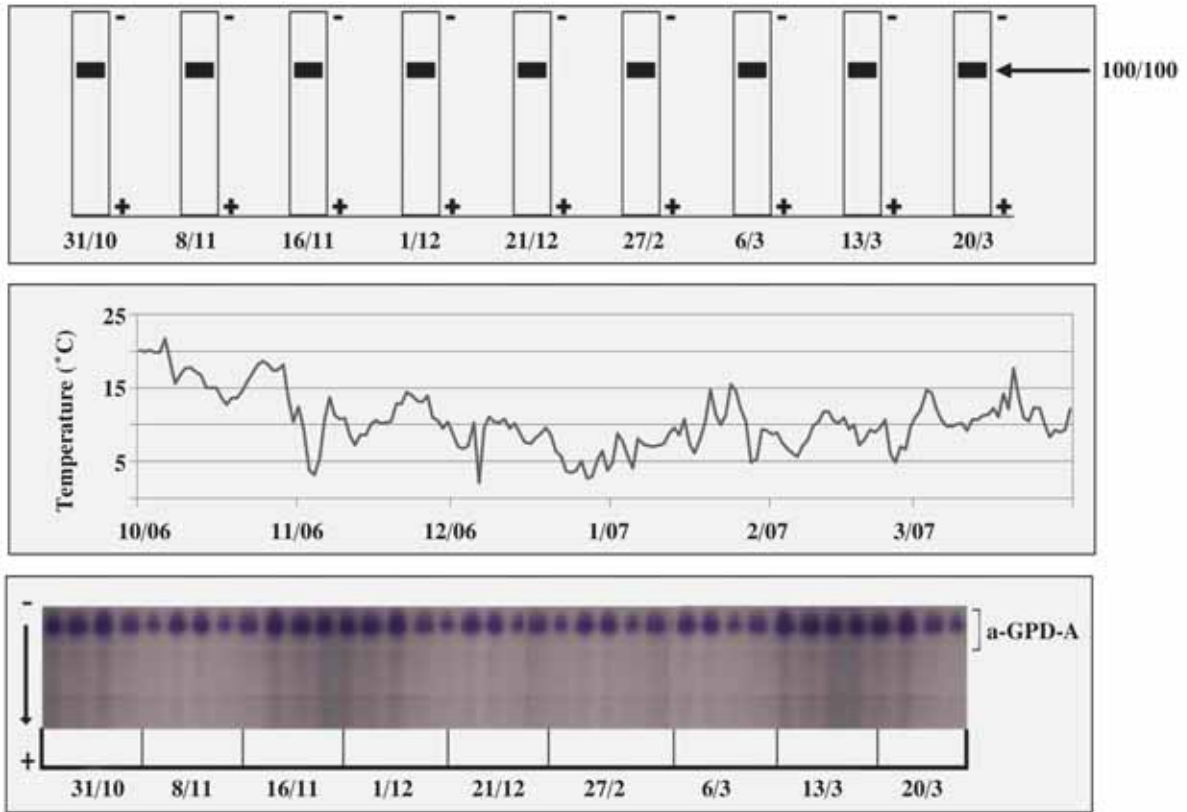 - - - - - - - - -
100/100
+ + + + + + + + +
31/10 8/11 16/11 1/12 21/12 27/2 6/3 13/3 20/3
Temperature (˚C)
25
15
5
10/06 11/06 12/06 1/07 2/07 3/07
-
a-GPD-A
+
31/10 8/11 16/11 1/12 21/12 27/2 6/3 13/3 20/3